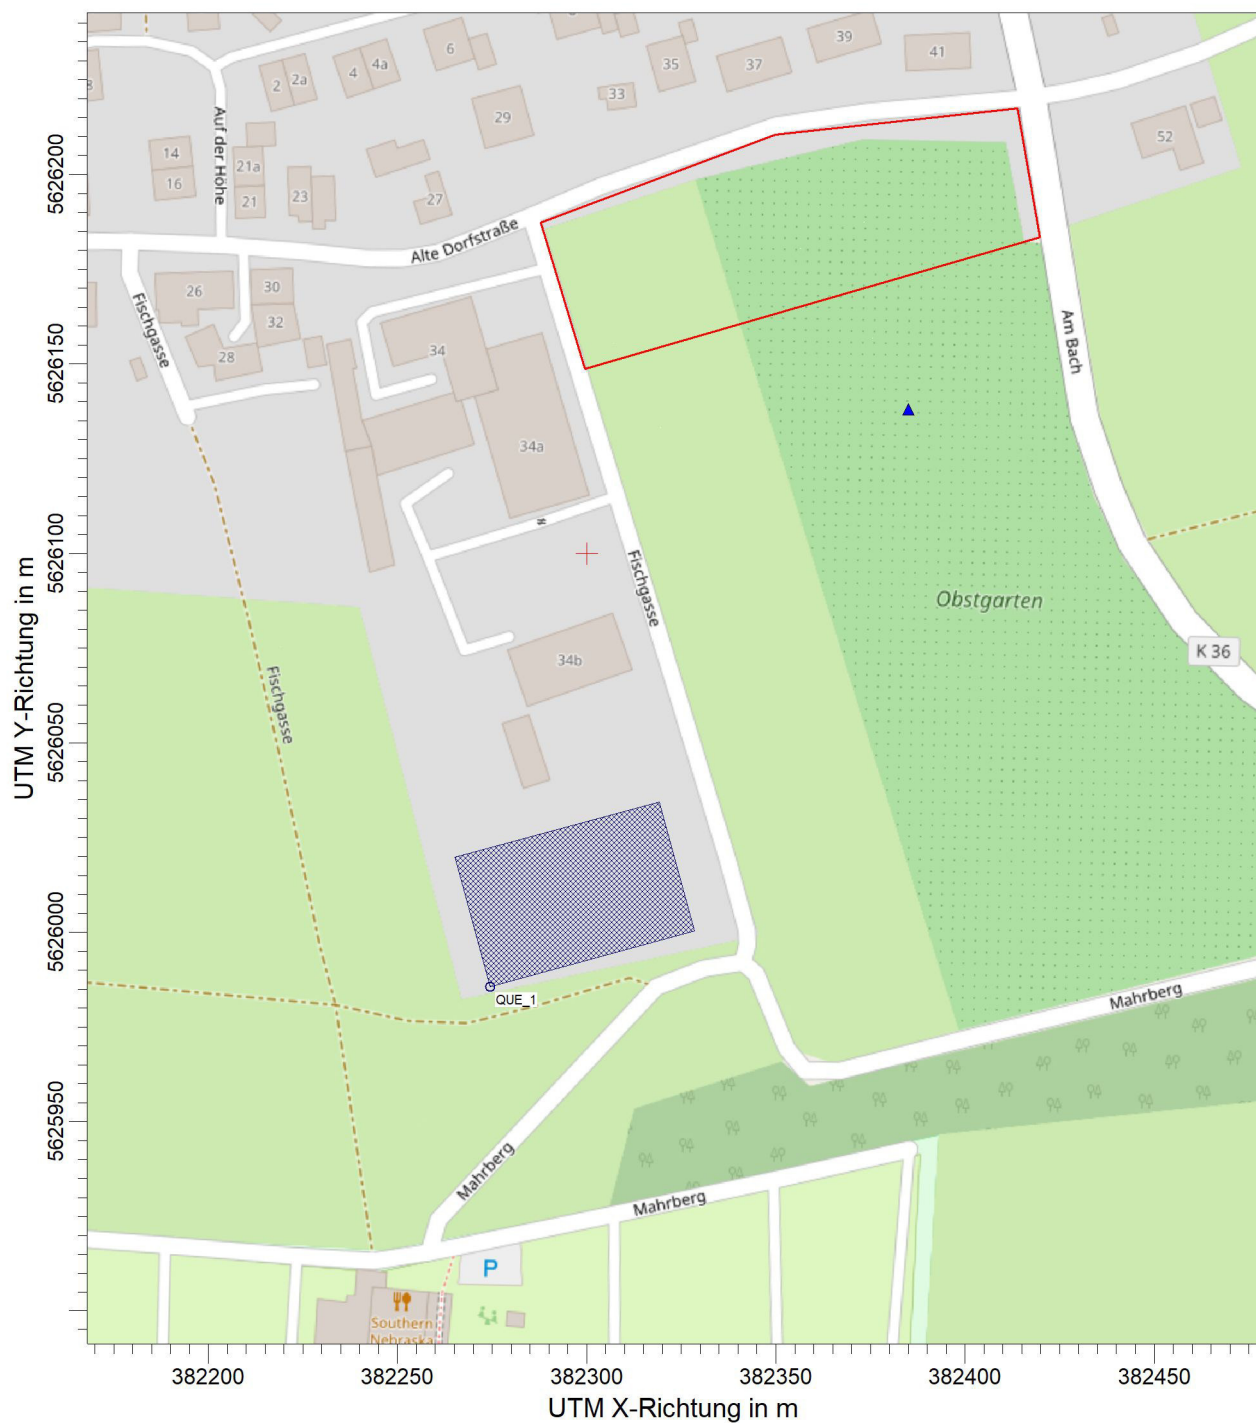 39
41
6
4a
4
2a
2
35
37
33
8
29
52
14
21a
16
Auf der Höhe
23
21
27
Alte Dorfstraße
26
30
32
Fischgasse
28
34
34a
Am Bach
Fischgasse
Obstgarten
34b
K 36
Fischgasse
QUE_1
Mahrberg
Mahrberg
Mahrberg
P
Southern
Nebraska
5626200
5626150
5626100
5626050
5626000
5625950
UTM Y-Richtung in m
382200
382250
382300
382350
382400
382450
UTM X-Richtung in m